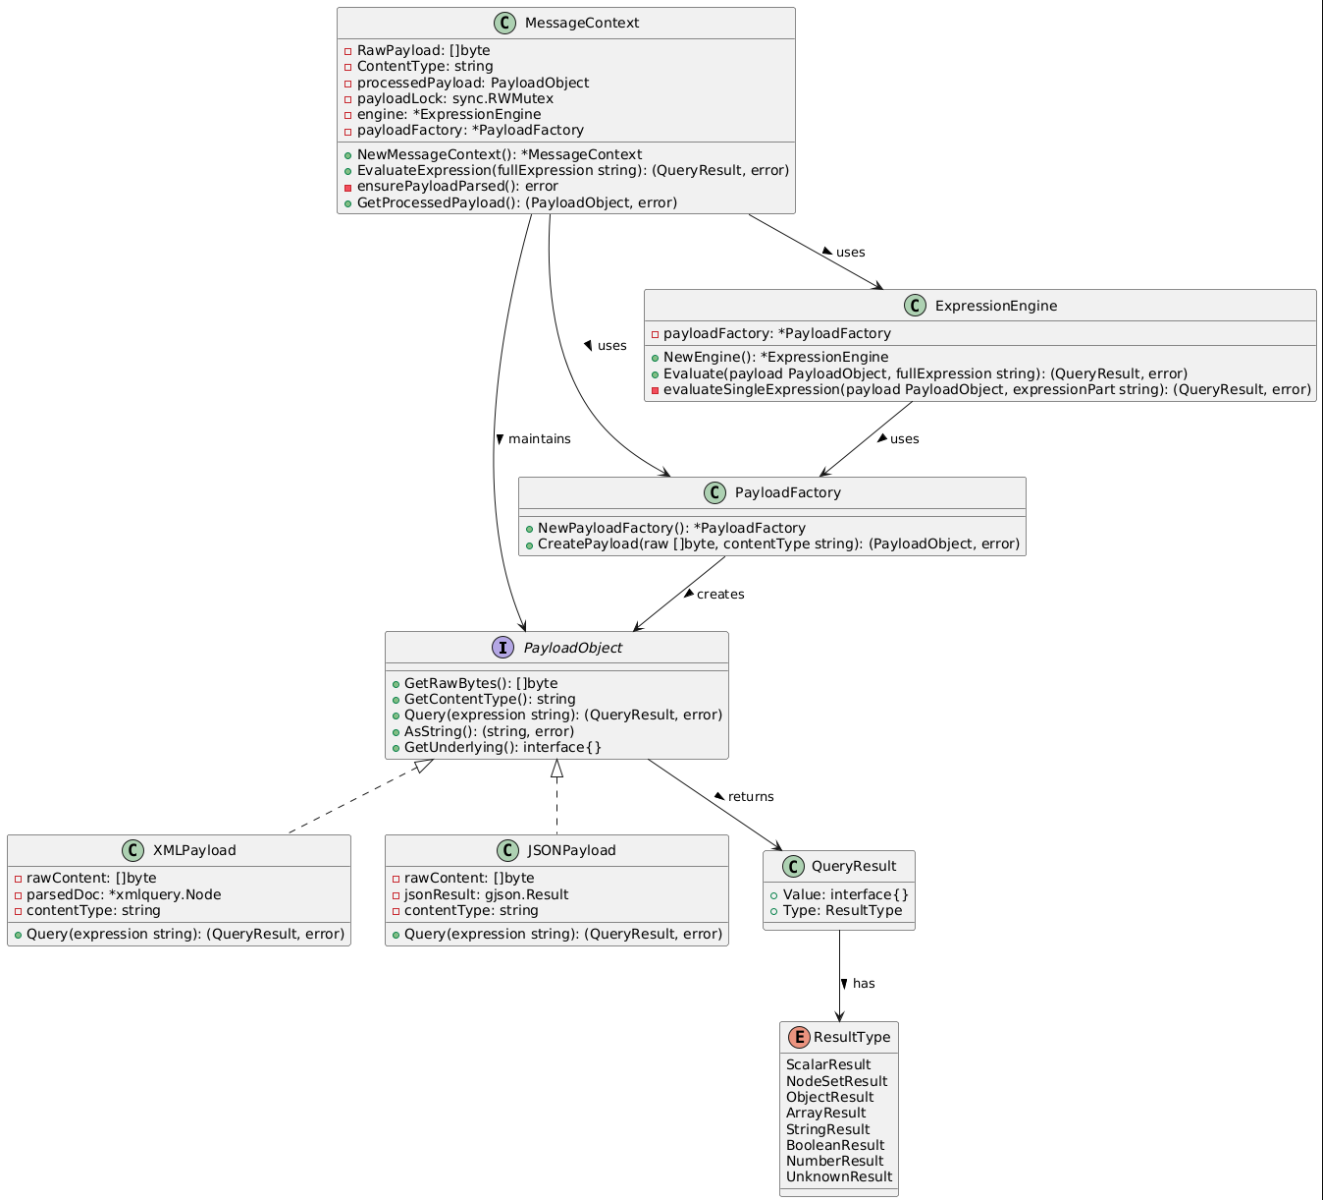 C MessageContext
RawPayload: []byte
ContentType: string
processedPayload: PayloadObject
payloadLock: sync.RWMutex
engine: *ExpressionEngine
payloadFactory: *PayloadFactory
NewMessageContext(): *MessageContext
EvaluateExpression(fullExpression string): (QueryResult, error)
ensurePayloadParsed(): error
GetProcessedPayload(): (PayloadObject, error)
uses
C ExpressionEngine
payloadFactory: *PayloadFactory
NewEngine(): *ExpressionEngine
Evaluate(payload PayloadObject, fullExpression string): (QueryResult, error)
evaluateSingleExpression(payload PayloadObject, expressionPart string): (QueryResult, error)
uses
maintains
uses
C PayloadFactory
NewPayloadFactory(): *PayloadFactory
CreatePayload(raw []byte, contentType string): (PayloadObject, error)
creates
I PayloadObject
GetRawBytes(): []byte
GetContentType(): string
Query(expression string): (QueryResult, error)
AsString(): (string, error)
GetUnderlying(): interface{}
returns
C XMLPayload
rawContent: []byte
parsedDoc: *xmlquery.Node
contentType: string
Query(expression string): (QueryResult, error)
C JSONPayload
rawContent: []byte
jsonResult: gjson.Result
contentType: string
Query(expression string): (QueryResult, error)
C QueryResult
Value: interface{}
Type: ResultType
has
E ResultType
ScalarResult
NodeSetResult
ObjectResult
ArrayResult
StringResult
BooleanResult
NumberResult
UnknownResult